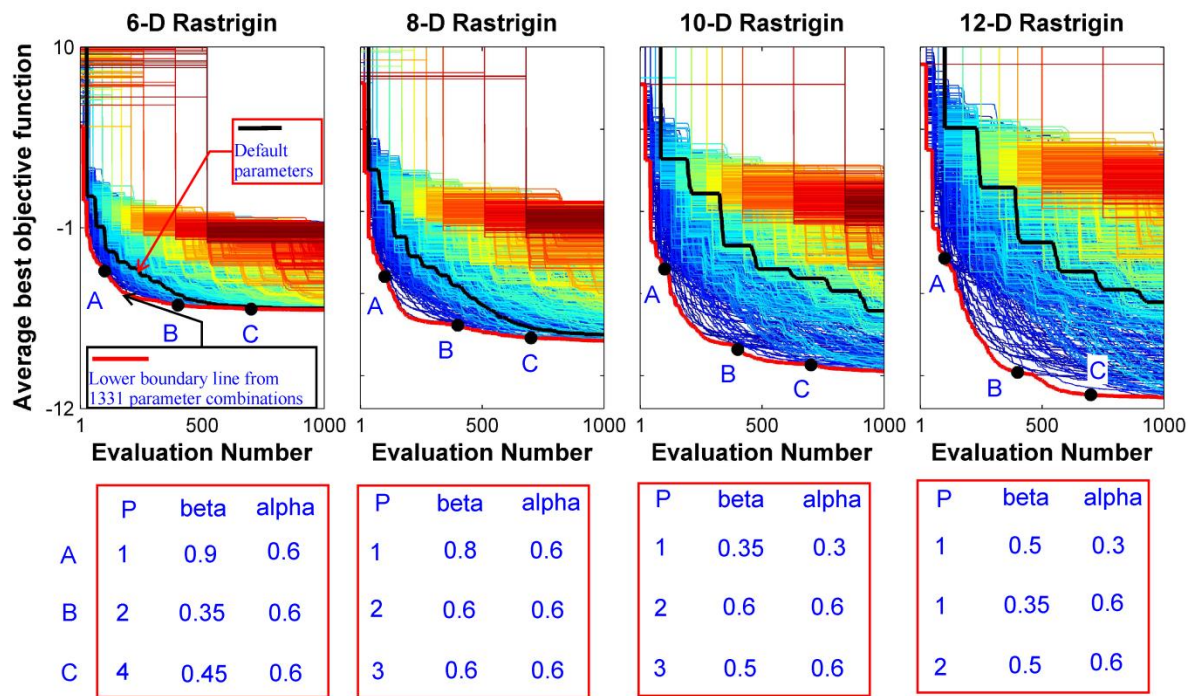 6-D Rastrigin 8-D Rastrigin 10-D Rastrigin 12-D Rastrigin
Average best objective function
10
-1
-12
Default
parameters
Lower boundary line from
1331 parameter combinations
A B C
A B C
A B C
A B C
1 500 1000 1 500 1000 1 500 1000 1 500 1000
Evaluation Number Evaluation Number Evaluation Number Evaluation Number
P beta alpha P beta alpha P beta alpha P beta alpha
A 1 0.9 0.6 1 0.8 0.6 1 0.35 0.3 1 0.5 0.3
B 2 0.35 0.6 2 0.6 0.6 2 0.6 0.6 1 0.35 0.6
C 4 0.45 0.6 3 0.6 0.6 3 0.5 0.6 2 0.5 0.6